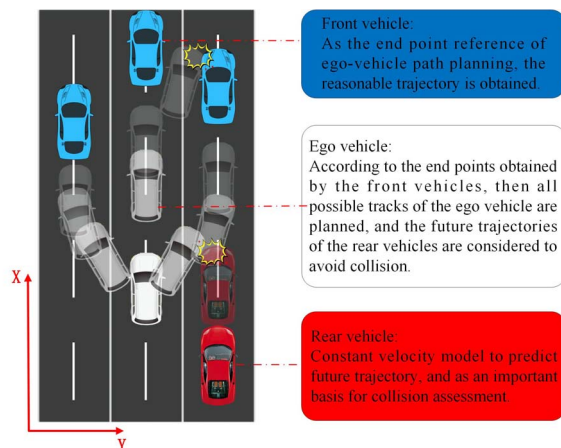 Front vehicle:
As the end point reference of
ego-vehicle path planning, the
reasonable trajectory is obtained.
Ego vehicle:
According to the end points obtained
by the front vehicles, then all
possible tracks of the ego vehicle are
planned, and the future trajectories
of the rear vehicles are considered to
avoid collision.
X
Rear vehicle:
Constant velocity model to predict
future trajectory, and as an important
basis for collision assessment.
Y